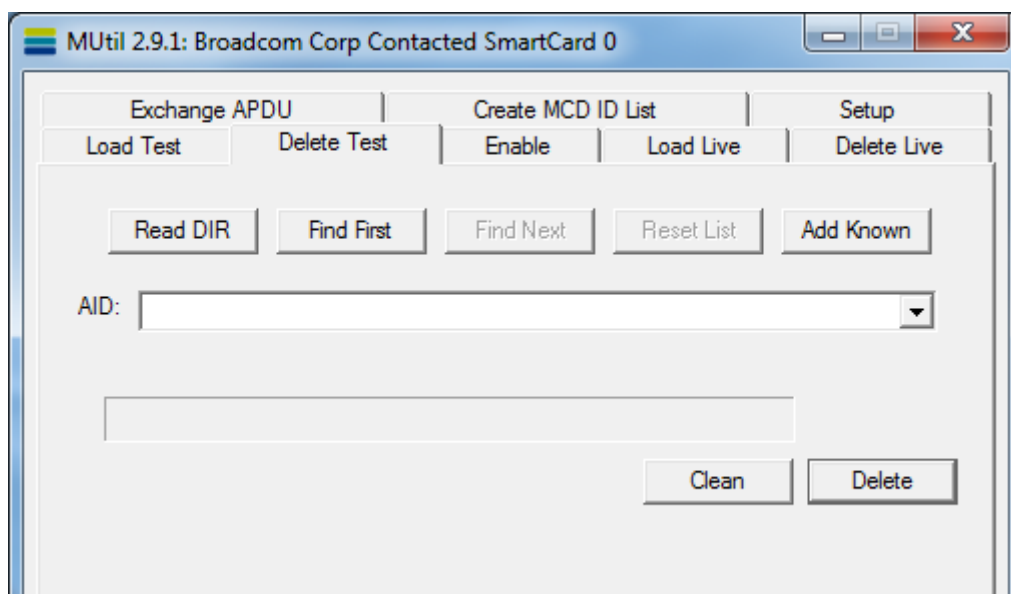 MUtil 2.9.1: Broadcom Corp Contacted SmartCard 0
Exchange APDU Create MCD ID List Setup
Load Test Delete Test Enable Load Live Delete Live
Read DIR Find First Find Next Reset List Add Known
AID:
Clean Delete